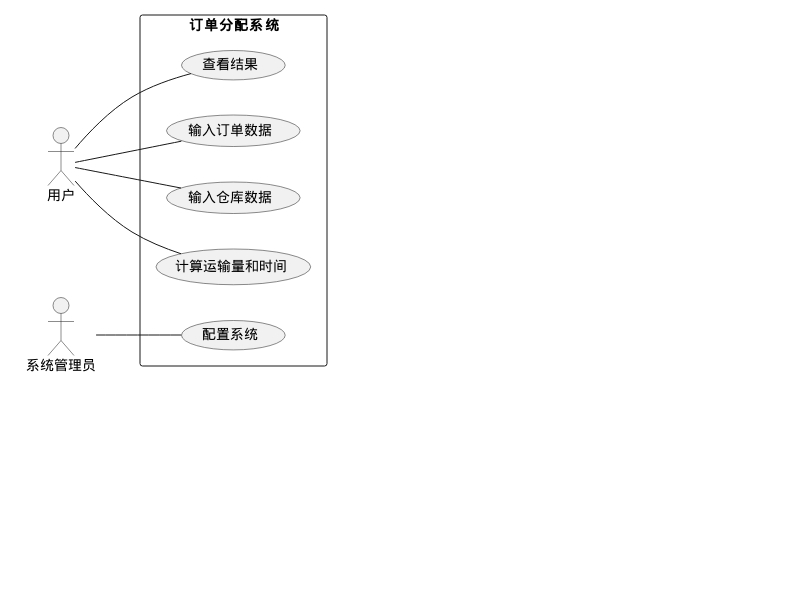 订单分配系统
查看结果
输入订单数据
输入仓库数据
用户
计算运输量和时间
配置系统
系统管理员